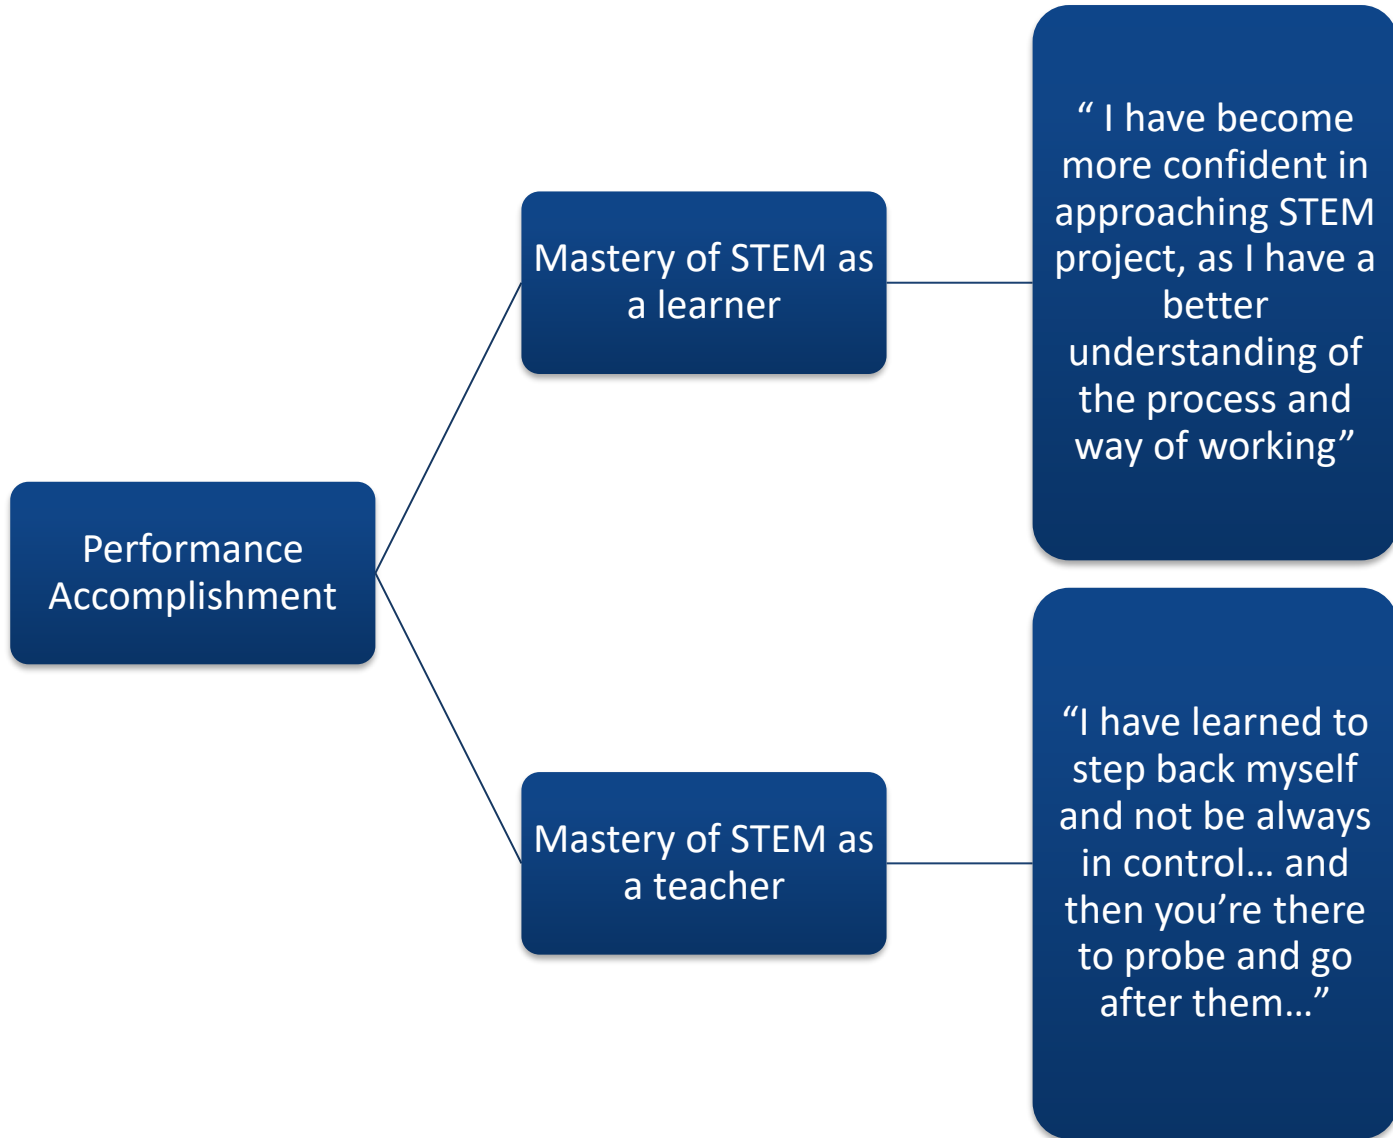 Performance
Accomplishment
Mastery of STEM as
a learner
“ I have become
more confident in
approaching STEM
project, as I have a
better
understanding of
the process and
way of working”
Mastery of STEM as
a teacher
“I have learned to
step back myself
and not be always
in control... and
then you’re there
to probe and go
after them...”